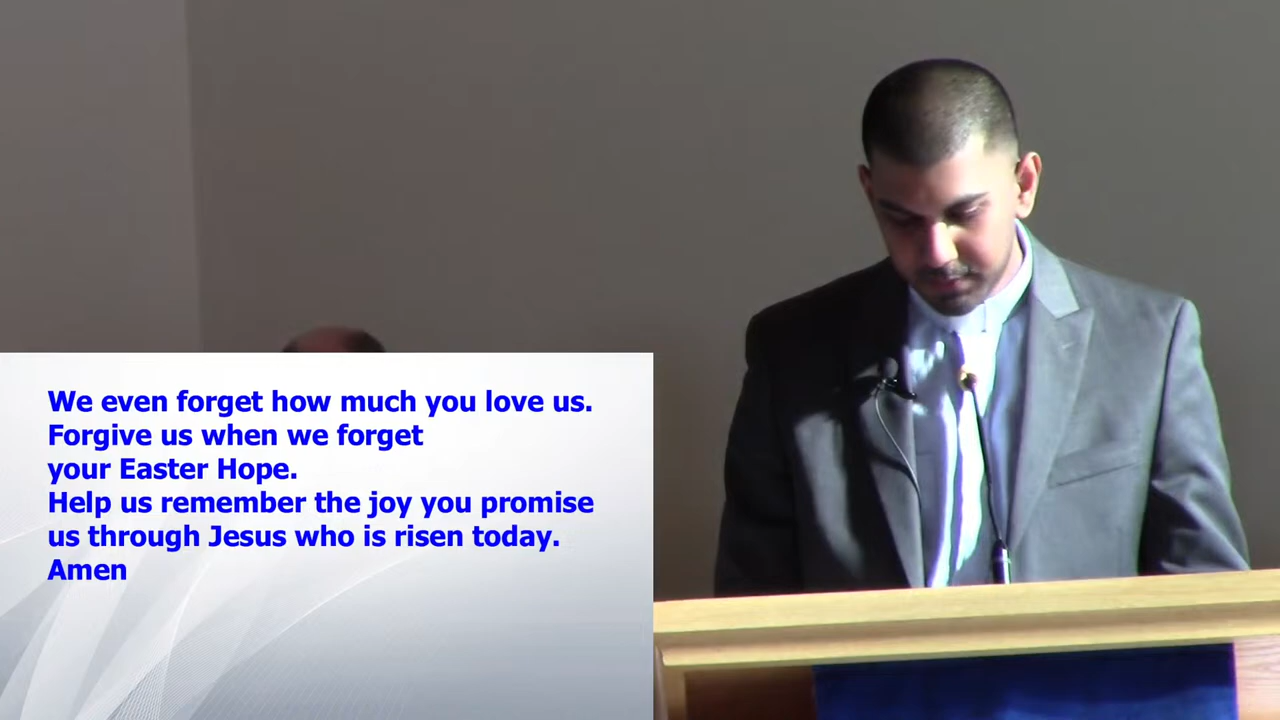 We even forget how much you love us.
Forgive us when we forget
your Easter Hope.
Help us remember the joy you promise
us through Jesus who is risen today.
Amen